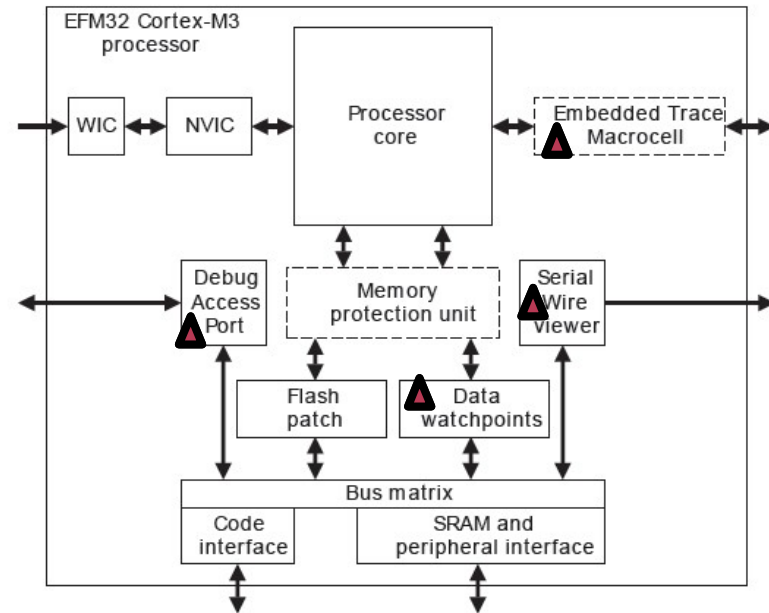 EFM32 Cortex-M3
processor
WIC
NVIC
Processor
core
Embedded Trace
Macrocell
Debug
Access
Port
Memory
protection unit
Serial
Wire
viewer
Flash
patch
Data
watchpoints
Bus matrix
Code
interface
SRAM and
peripheral interface